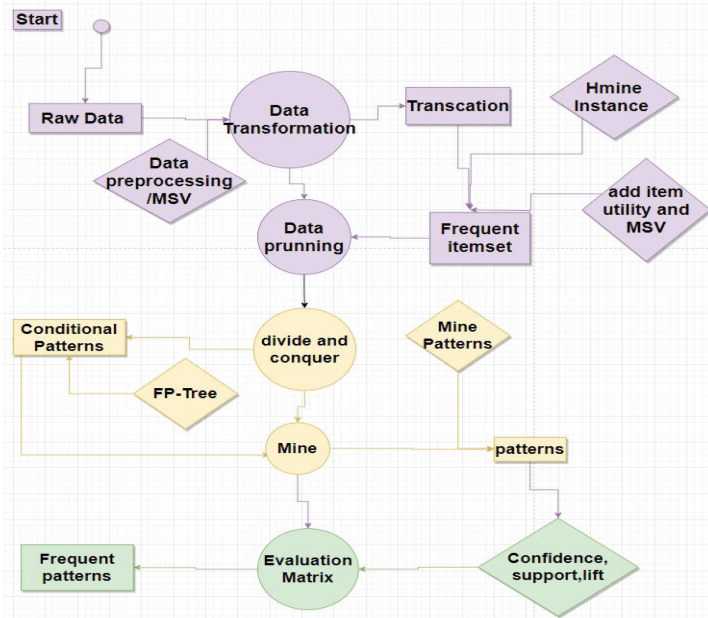 Start
Raw Data
Data
Transformation
Transcation
Hmine
Instance
Data
preprocessing
/MSV
add item
utility and
MSV
Data
prunning
Frequent
itemset
Conditional
Patterns
divide and
conquer
Mine
Patterns
FP-Tree
Mine
patterns
Frequent
patterns
Evaluation
Matrix
Confidence,
support,lift